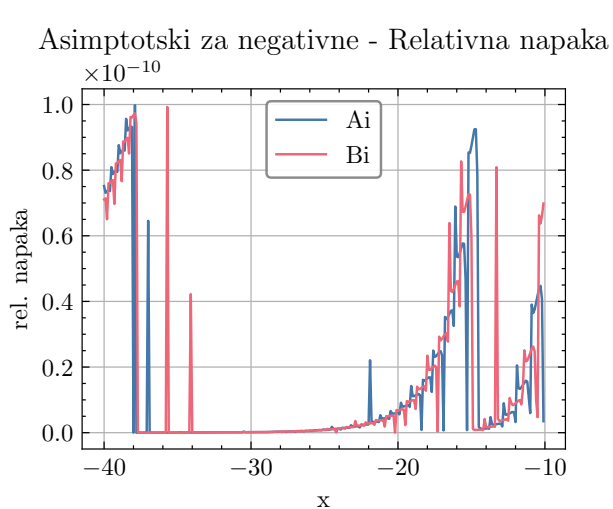 Asimptotski za negativne - Relativna napaka
×10⁻¹⁰
1.0
0.8
0.6
0.4
0.2
0.0
rel. napaka
Ai
Bi
−40
−30
−20
−10
x